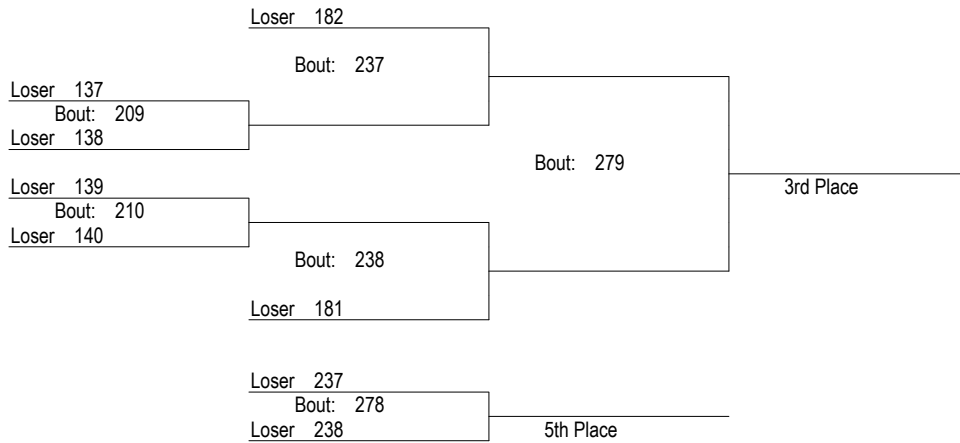 Loser 182
Bout: 237
Loser 137
Bout: 209
Loser 138
Bout: 279
Loser 139
3rd Place
Bout: 210
Loser 140
Bout: 238
Loser 181
Loser 237
Bout: 278
Loser 238
5th Place